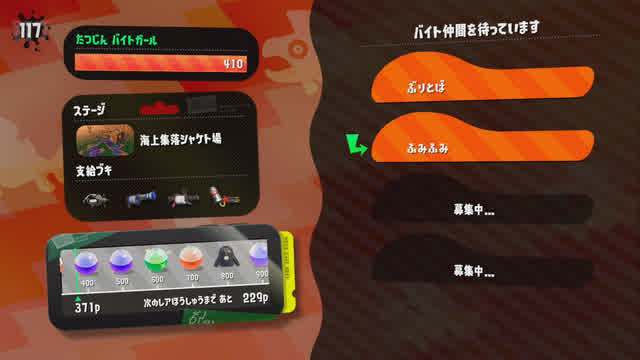 117
たつじん バイトガール
410
ステージ
海上集落シャケト場
支給ブキ
400 500 600 700 800 900
371p 次のレアほうしゅうまで あと 229p
バイト仲間を待っています
ぶりとば
ふみふみ
募集中...
募集中...